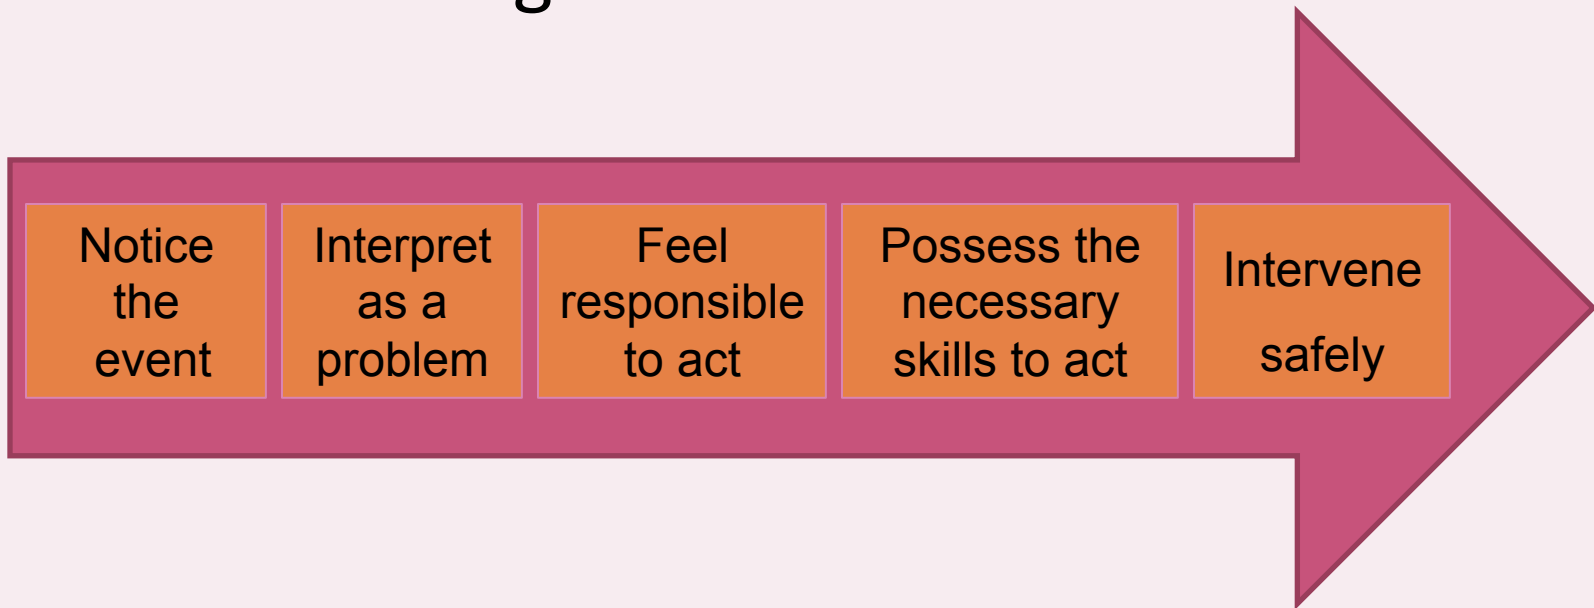 Notice
the
event
Interpret
as a
problem
Feel
responsible
to act
Possess the
necessary
skills to act
Intervene
safely